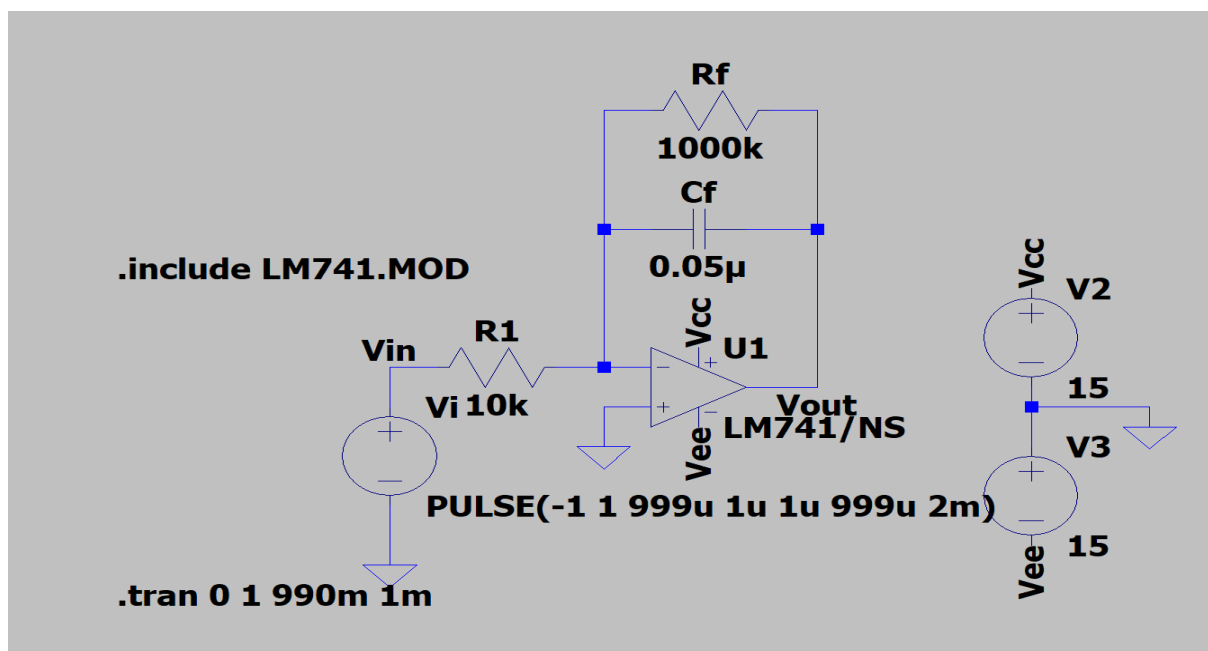 Rf
1000k
Cf
0.05µ
.include LM741.MOD
Vcc
V2
R1
Vcc
U1
Vin
Vi
10k
15
Vout
LM741/NS
Vee
V3
PULSE(-1 1 999u 1u 1u 999u 2m)
15
Vee
.tran 0 1 990m 1m